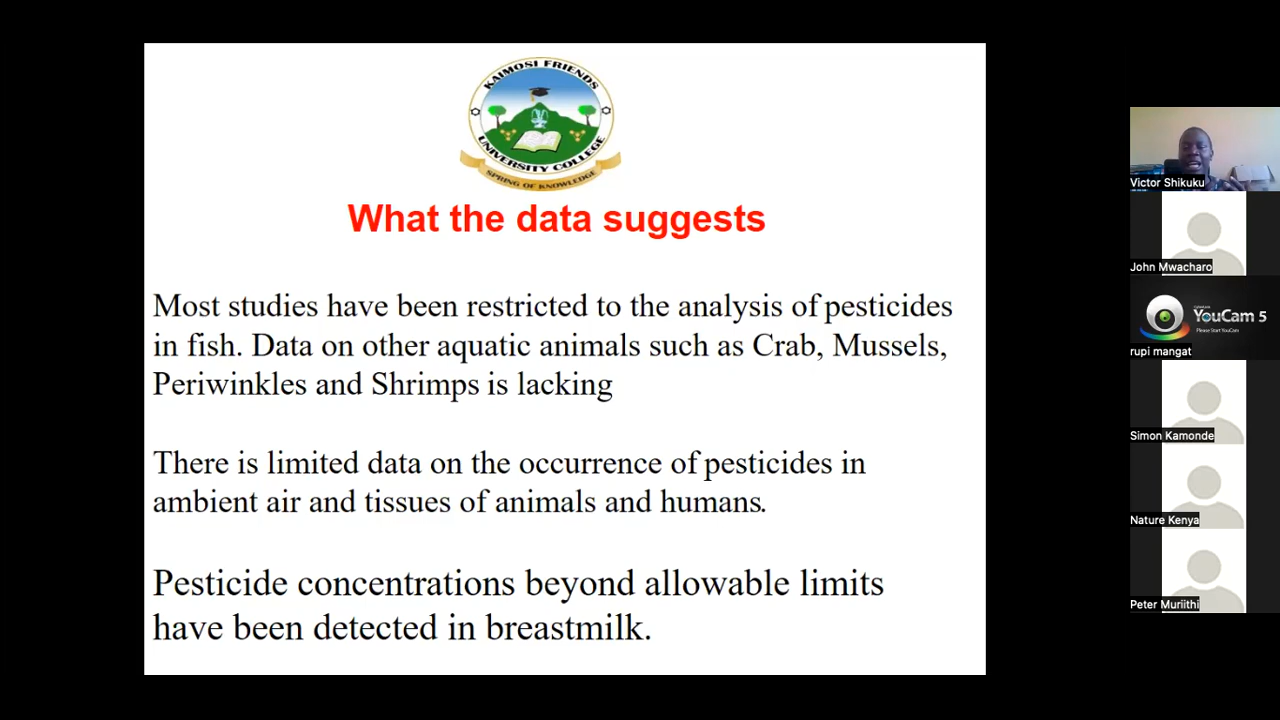 KAIMOSI FRIENDS
UNIVERSITY COLLEGE
SPRING OF KNOWLEDGE
What the data suggests
Most studies have been restricted to the analysis of pesticides
in fish. Data on other aquatic animals such as Crab, Mussels,
Periwinkles and Shrimps is lacking
There is limited data on the occurrence of pesticides in
ambient air and tissues of animals and humans.
Pesticide concentrations beyond allowable limits
have been detected in breastmilk.
Victor Shikuku
John Mwacharo
YouCam 5
Please Start YouCam
rupi mangat
Simon Kamonde
Nature Kenya
Peter Muriithi